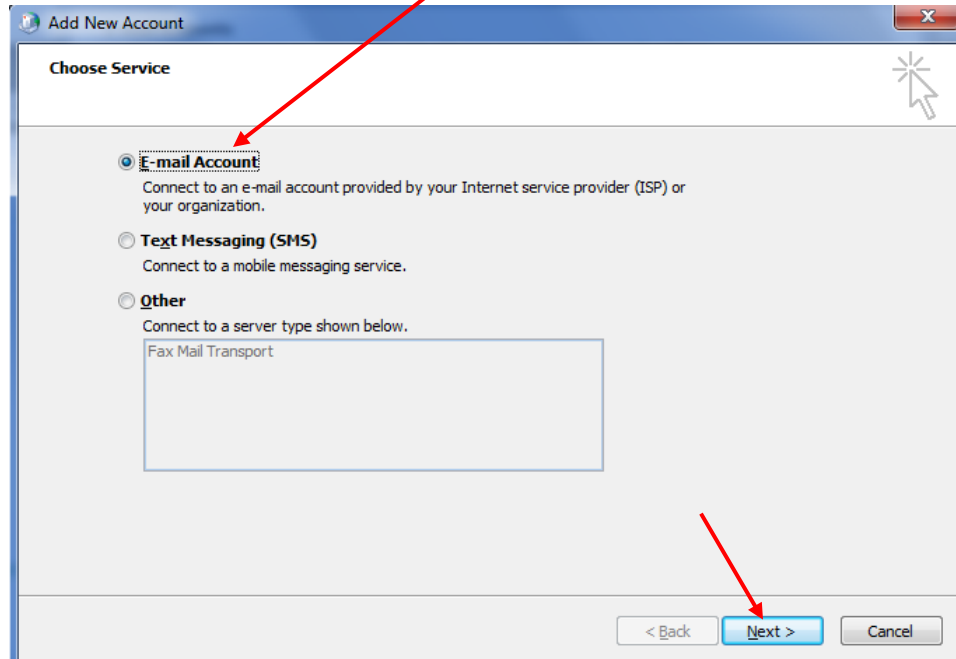 Add New Account
Choose Service
E-mail Account
Connect to an e-mail account provided by your Internet service provider (ISP) or
your organization.
Text Messaging (SMS)
Connect to a mobile messaging service.
Other
Connect to a server type shown below.
Fax Mail Transport
< Back Next > Cancel